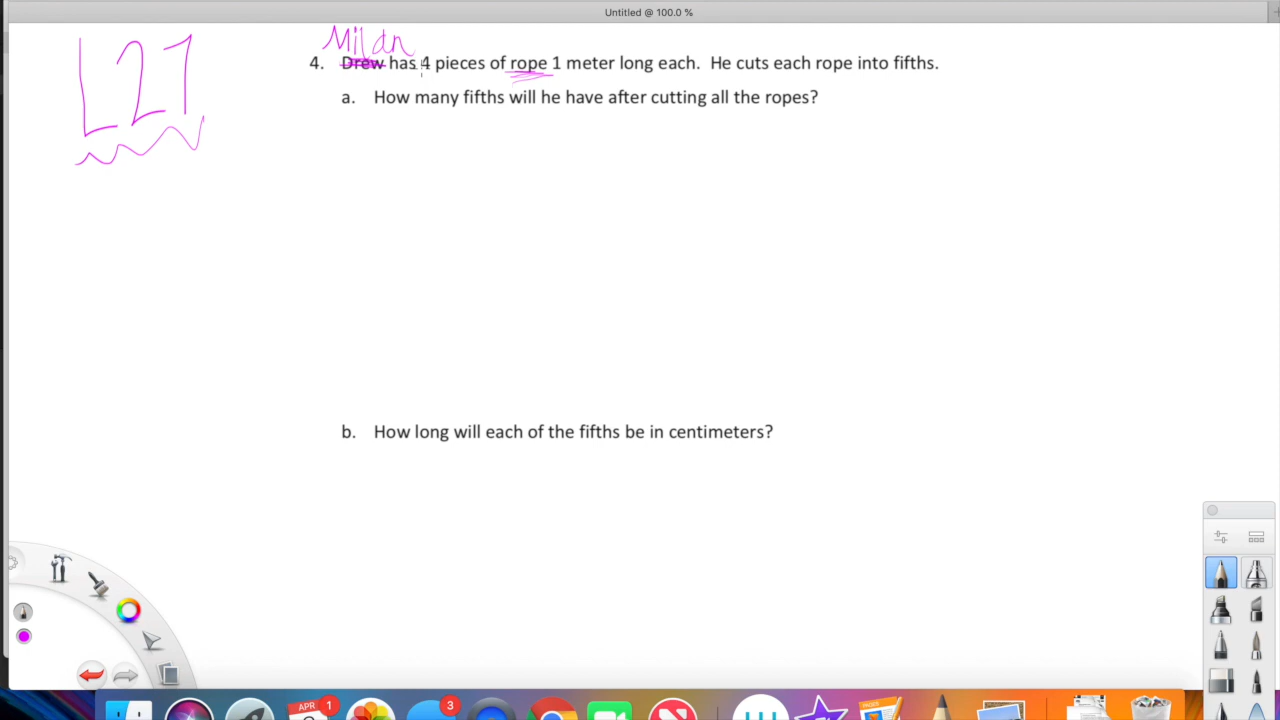 Untitled @ 100.0 %
L27
Milan
4. Drew has 4 pieces of rope 1 meter long each. He cuts each rope into fifths.
a. How many fifths will he have after cutting all the ropes?
b. How long will each of the fifths be in centimeters?
APR 1 3
PAGES